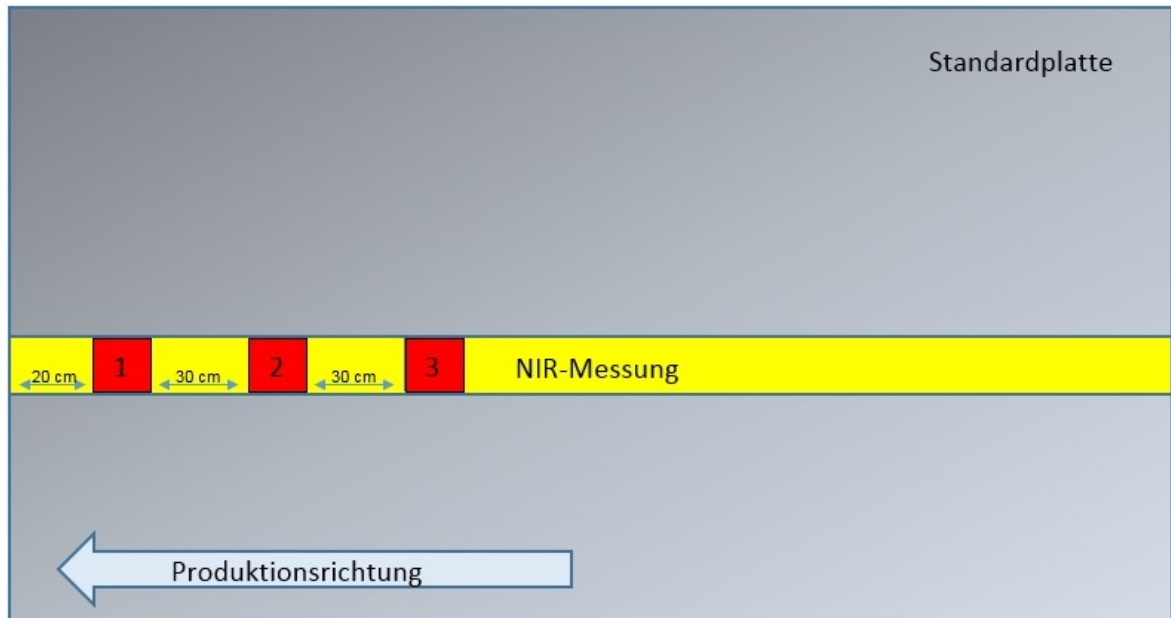 Standardplatte
1
2
3
NIR-Messung
20 cm
30 cm
30 cm
Produktionsrichtung